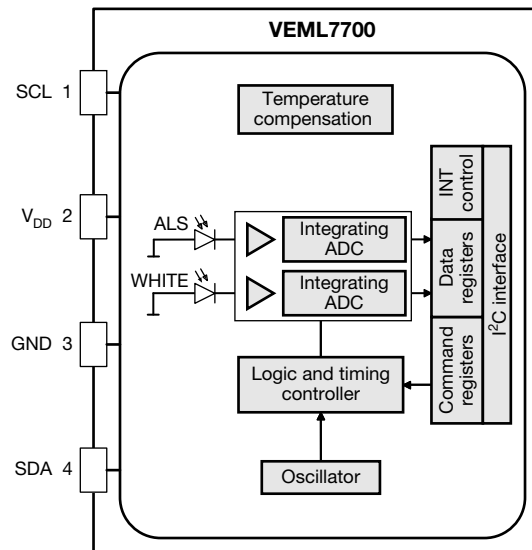 VEML7700
SCL 1
Temperature
compensation
V_DD 2
ALS
Integrating
ADC
WHITE
Integrating
ADC
INT
control
Data
registers
Command
registers
I²C interface
GND 3
Logic and timing
controller
SDA 4
Oscillator